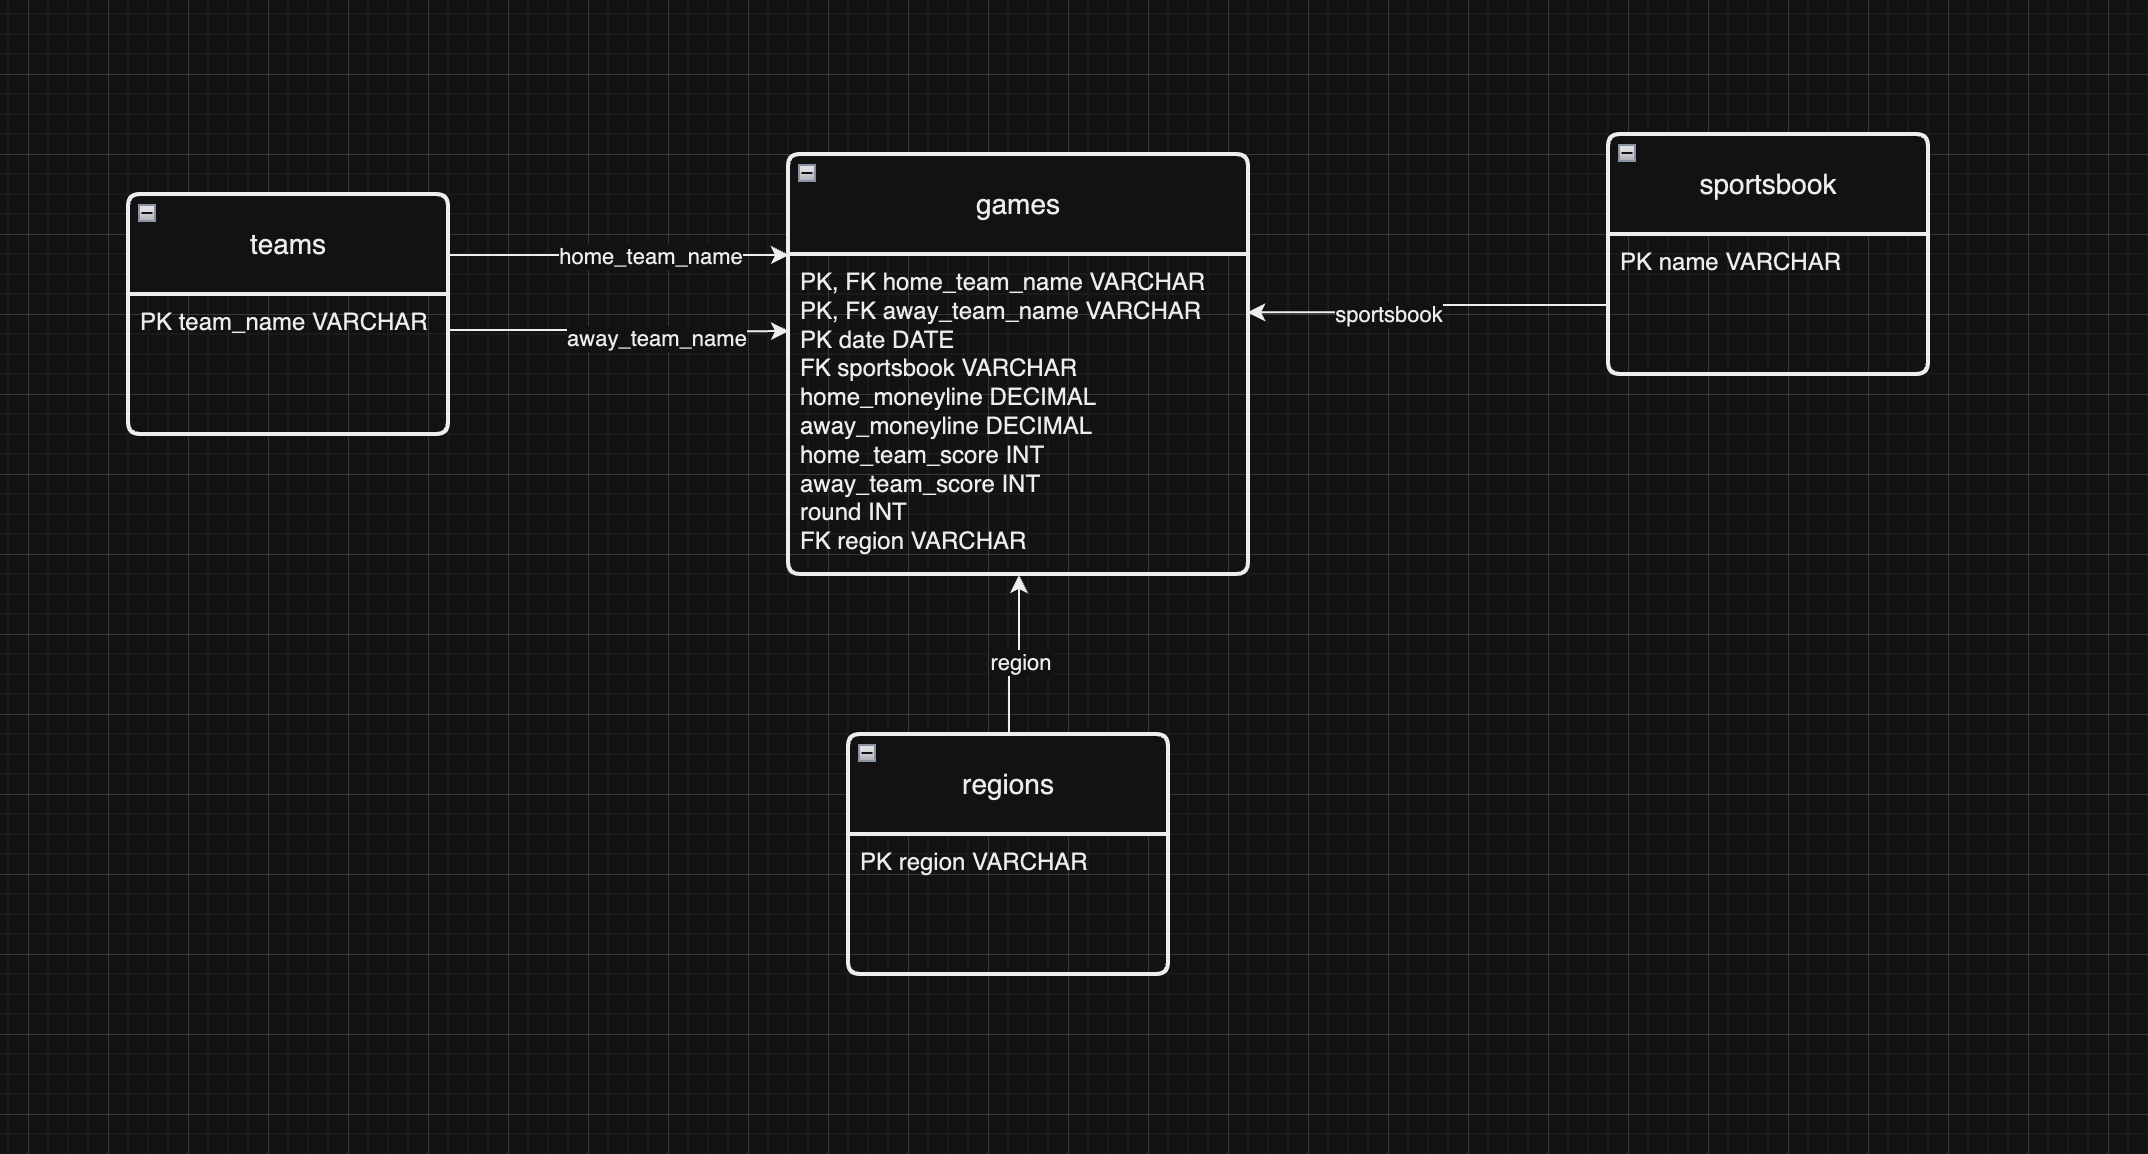 teams
PK team_name VARCHAR
home_team_name
away_team_name
games
PK, FK home_team_name VARCHAR
PK, FK away_team_name VARCHAR
PK date DATE
FK sportsbook VARCHAR
home_moneyline DECIMAL
away_moneyline DECIMAL
home_team_score INT
away_team_score INT
round INT
FK region VARCHAR
sportsbook
sportsbook
PK name VARCHAR
region
regions
PK region VARCHAR